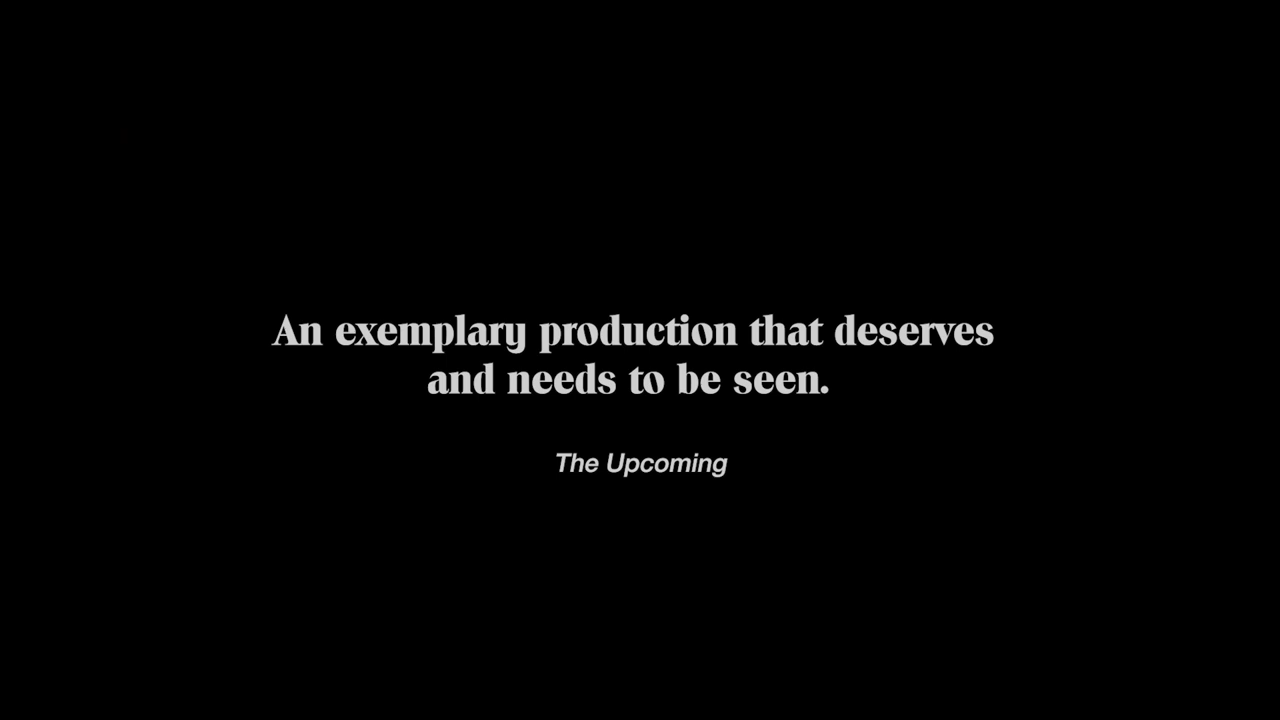 An exemplary production that deserves
and needs to be seen.
The Upcoming